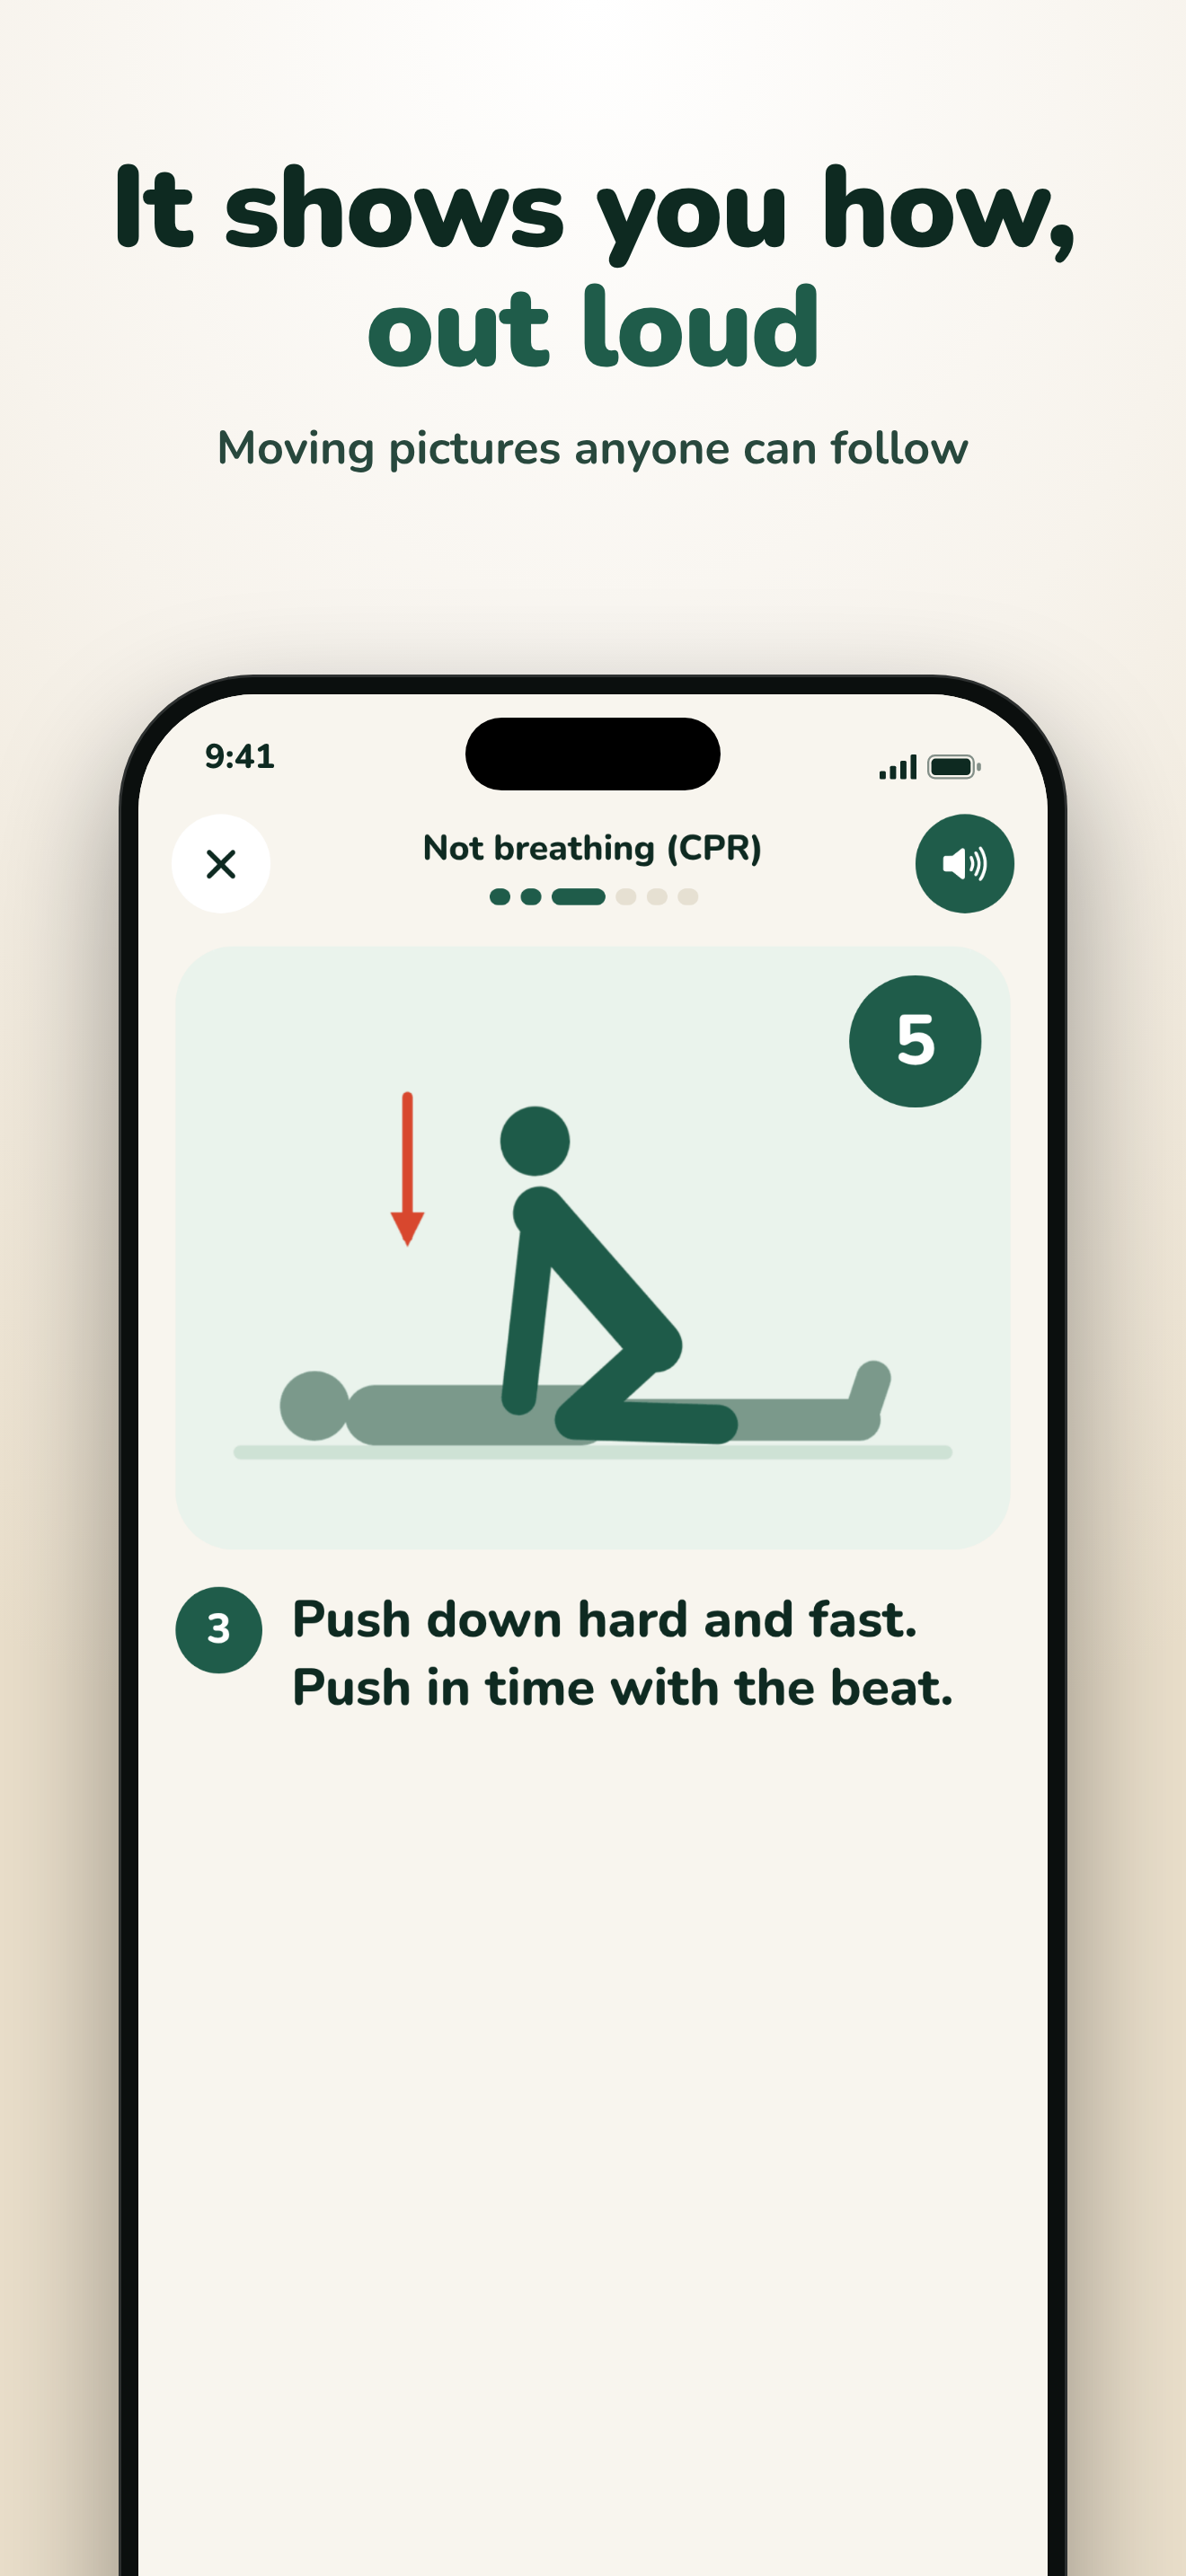 It shows you how,
out loud
Moving pictures anyone can follow
9:41
Not breathing (CPR)
5
3
Push down hard and fast.
Push in time with the beat.